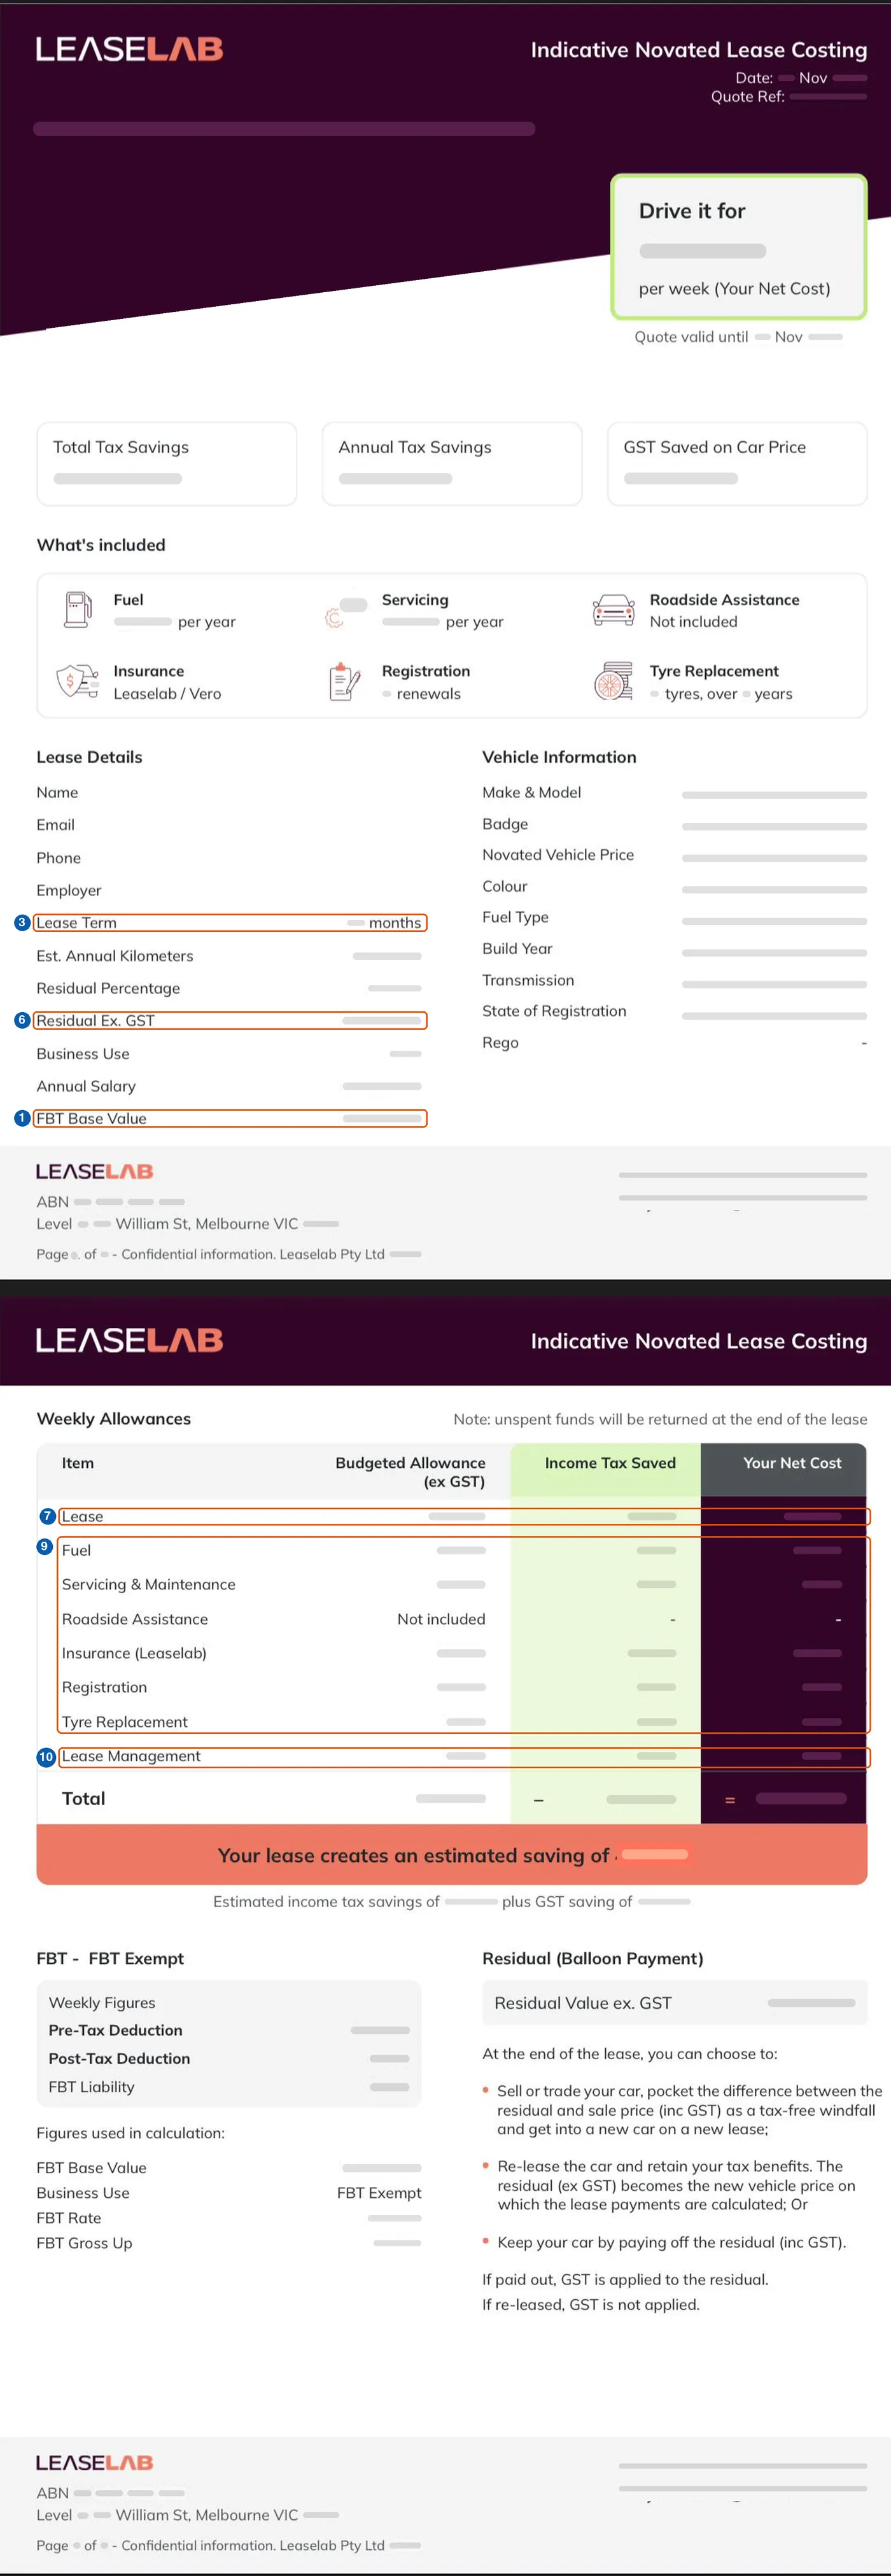 LEASELAB
Indicative Novated Lease Costing
Date: Nov
Quote Ref:
Drive it for
per week (Your Net Cost)
Quote valid until Nov
Total Tax Savings
Annual Tax Savings
GST Saved on Car Price
What's included
Fuel
per year
Servicing
per year
Roadside Assistance
Not included
Insurance
Leaselab / Vero
Registration
renewals
Tyre Replacement
tyres, over years
Lease Details
Name
Email
Phone
Employer
3 Lease Term months
Est. Annual Kilometers
Residual Percentage
6 Residual Ex. GST
Business Use
Annual Salary
1 FBT Base Value
Vehicle Information
Make & Model
Badge
Novated Vehicle Price
Colour
Fuel Type
Build Year
Transmission
State of Registration
Rego -
LEASELAB
ABN
Level William St, Melbourne VIC
Page . of - Confidential information. Leaselab Pty Ltd
LEASELAB
Indicative Novated Lease Costing
Weekly Allowances
Note: unspent funds will be returned at the end of the lease
Item Budgeted Allowance Income Tax Saved Your Net Cost
(ex GST)
7 Lease
9 Fuel
Servicing & Maintenance
Roadside Assistance Not included - -
Insurance (Leaselab)
Registration
Tyre Replacement
10 Lease Management
Total – =
Your lease creates an estimated saving of
Estimated income tax savings of plus GST saving of
FBT - FBT Exempt
Weekly Figures
Pre-Tax Deduction
Post-Tax Deduction
FBT Liability
Figures used in calculation:
FBT Base Value
Business Use FBT Exempt
FBT Rate
FBT Gross Up
Residual (Balloon Payment)
Residual Value ex. GST
At the end of the lease, you can choose to:
• Sell or trade your car, pocket the difference between the
residual and sale price (inc GST) as a tax-free windfall
and get into a new car on a new lease;
• Re-lease the car and retain your tax benefits. The
residual (ex GST) becomes the new vehicle price on
which the lease payments are calculated; Or
• Keep your car by paying off the residual (inc GST).
If paid out, GST is applied to the residual.
If re-leased, GST is not applied.
LEASELAB
ABN
Level William St, Melbourne VIC
Page of - Confidential information. Leaselab Pty Ltd